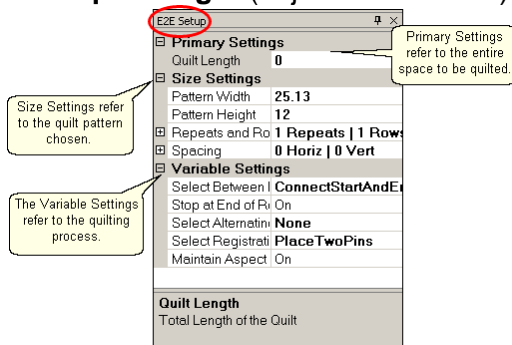 E2E Setup
Primary Settings
Quilt Length 0
Size Settings
Pattern Width 25.13
Pattern Height 12
Repeats and Ro 1 Repeats | 1 Rows
Spacing 0 Horiz | 0 Vert
Variable Settings
Select Between ConnectStartAndE
Stop at End of R On
Select Alternatin None
Select Registrati PlaceTwoPins
Maintain Aspect On
Quilt Length
Total Length of the Quilt
Primary Settings
refer to the entire
space to be quilted.
Size Settings refer
to the quilt pattern
chosen.
The Variable Settings
refer to the quilting
process.